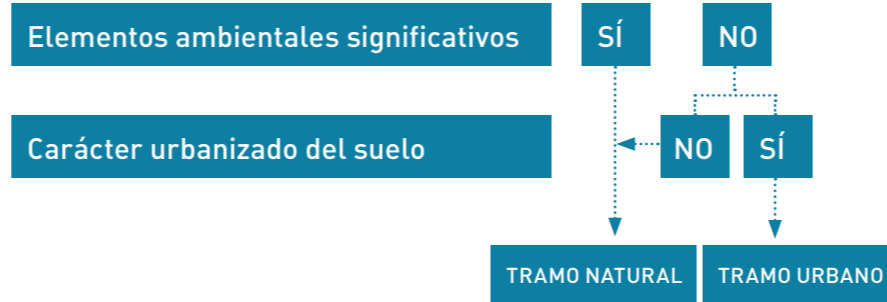 Elementos ambientales significativos SÍ NO
Carácter urbanizado del suelo NO SÍ
TRAMO NATURAL TRAMO URBANO